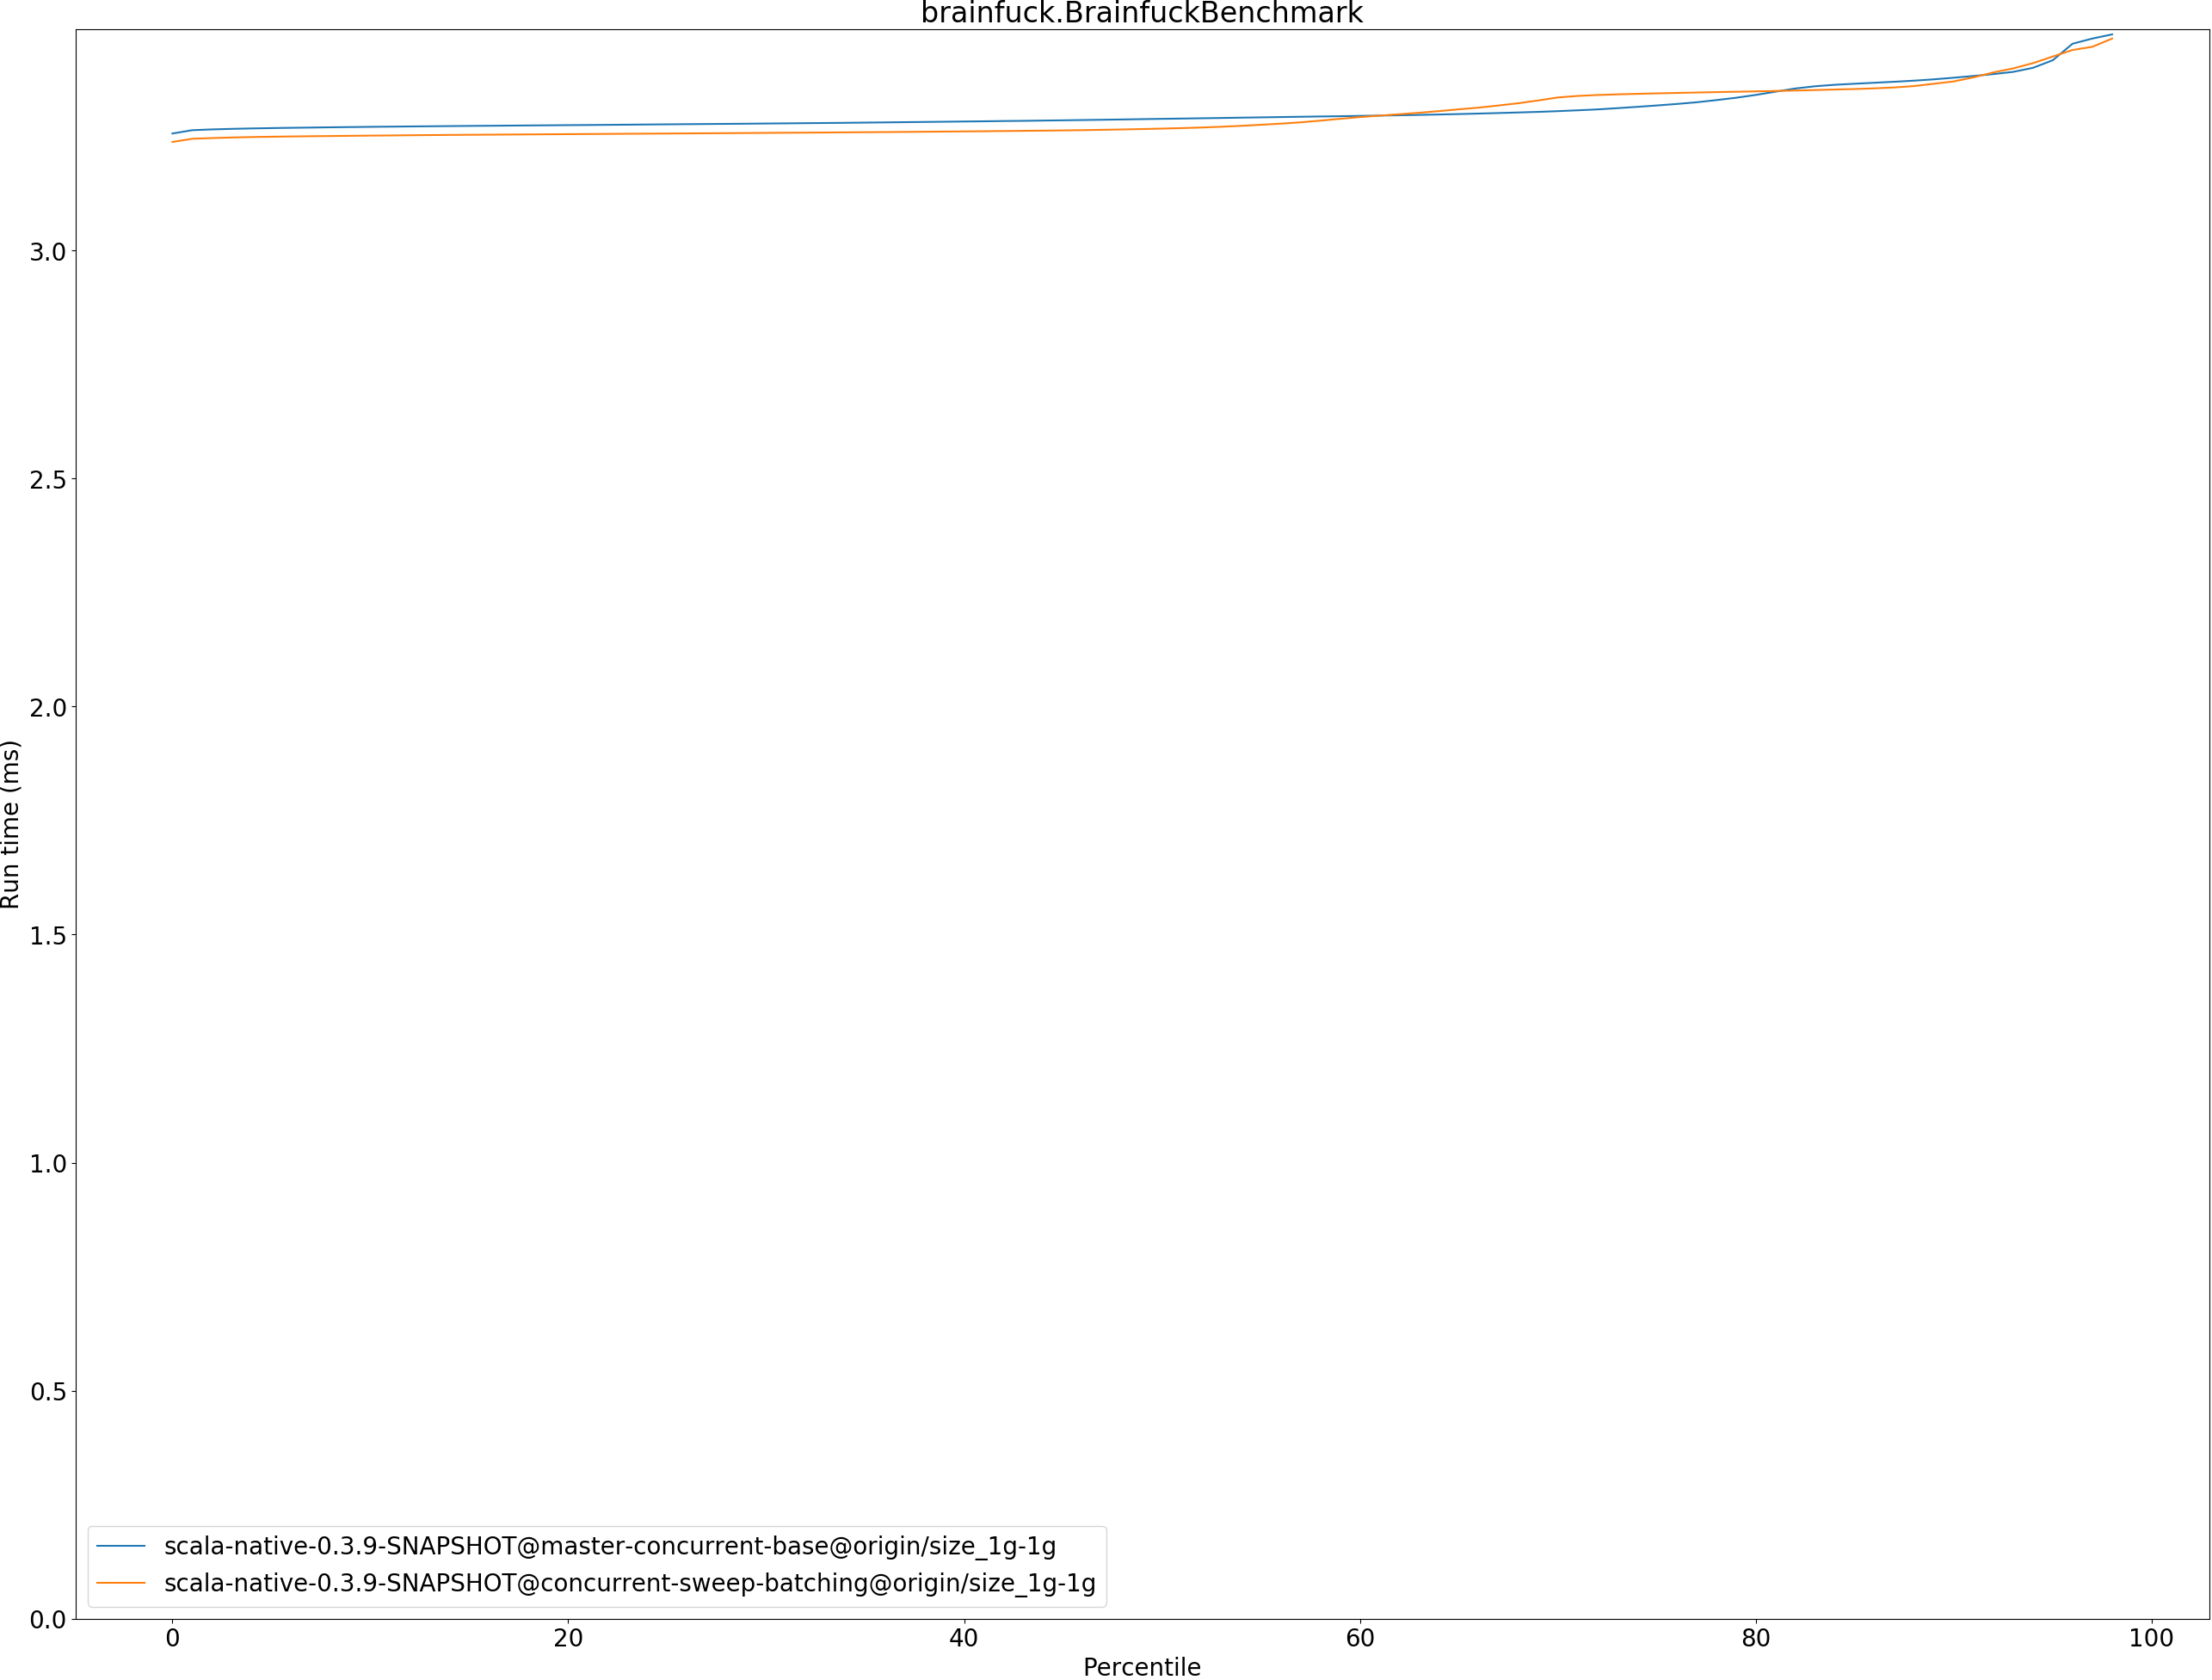 brainfuck.BrainfuckBenchmark
Run time (ms)
3.0
2.5
2.0
1.5
1.0
0.5
0.0
scala-native-0.3.9-SNAPSHOT@master-concurrent-base@origin/size_1g-1g
scala-native-0.3.9-SNAPSHOT@concurrent-sweep-batching@origin/size_1g-1g
0 20 40 60 80 100
Percentile